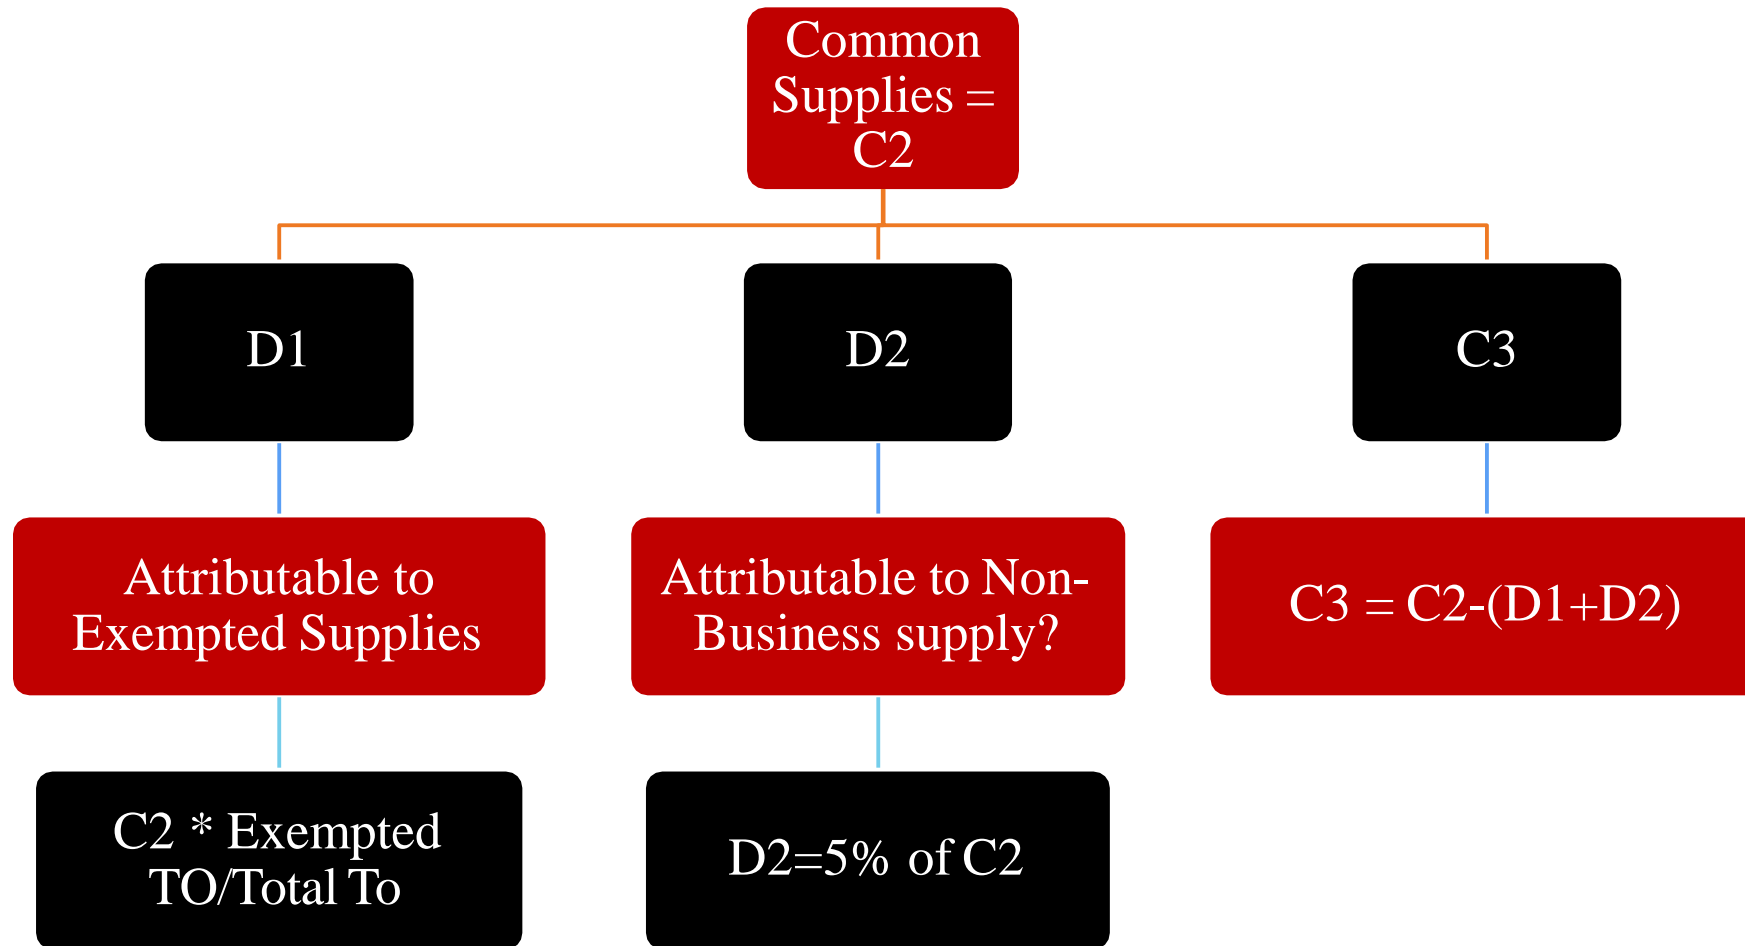 Common
Supplies =
C2
D1
D2
C3
Attributable to
Exempted Supplies
Attributable to Non-
Business supply?
C3 = C2-(D1+D2)
C2 * Exempted
TO/Total To
D2=5% of C2